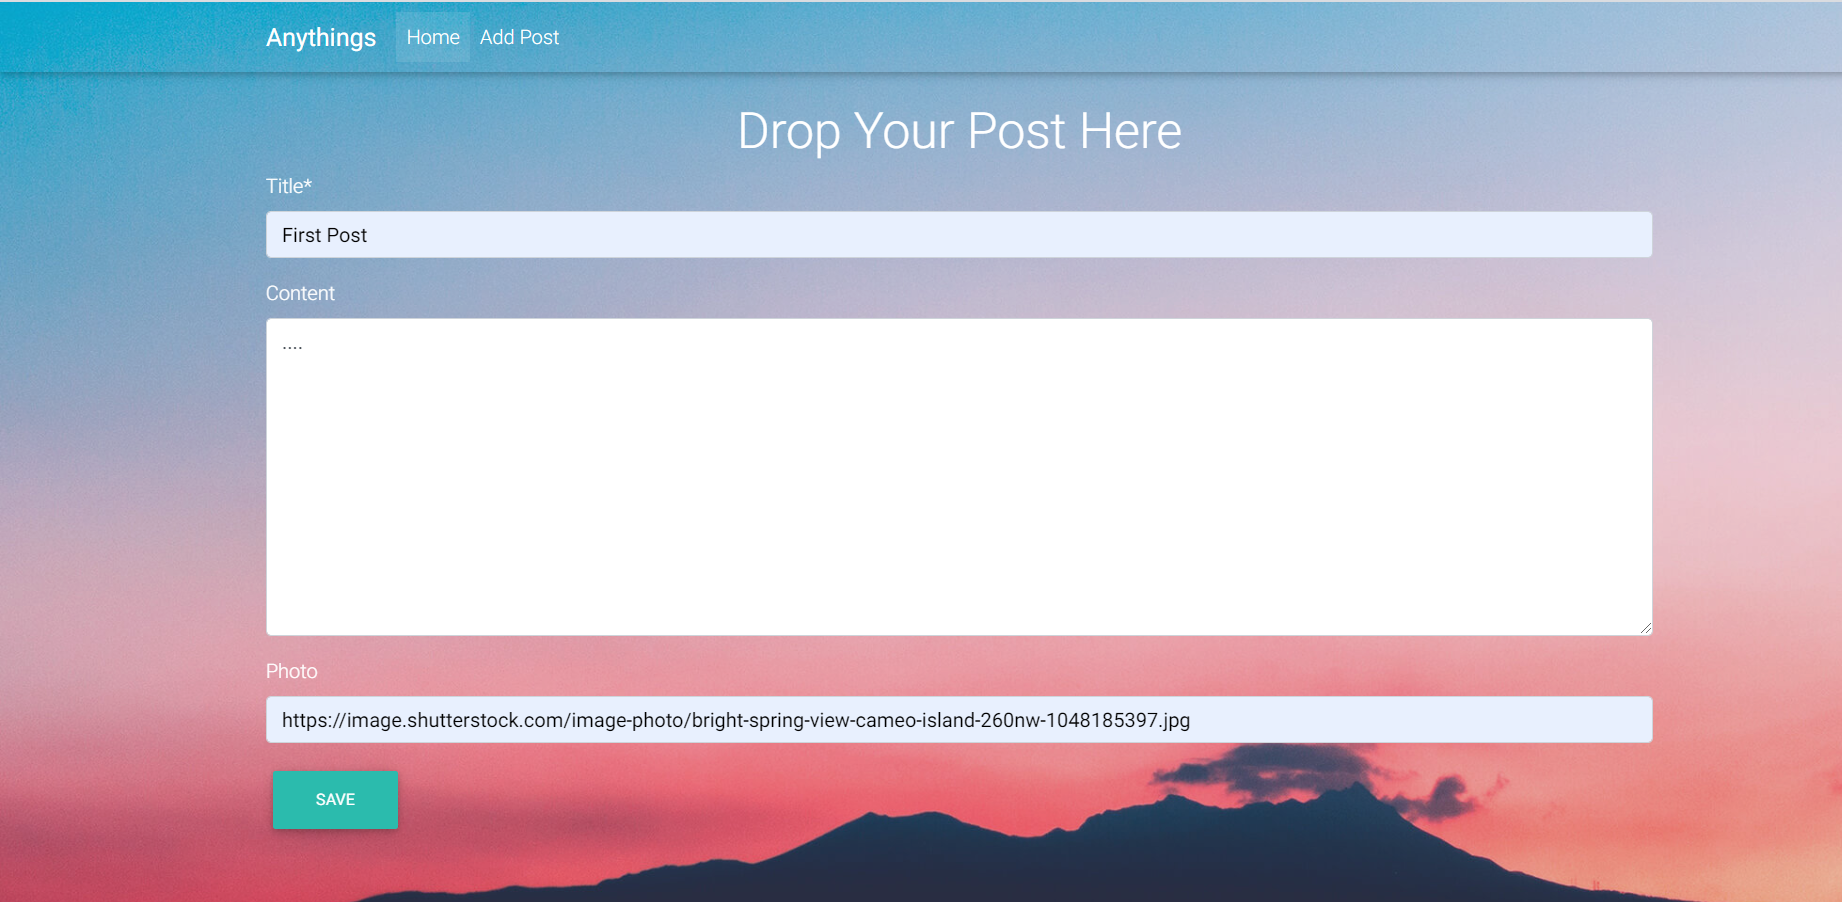 Anythings Home Add Post
Drop Your Post Here
Title*
First Post
Content
....
Photo
https://image.shutterstock.com/image-photo/bright-spring-view-cameo-island-260nw-1048185397.jpg
SAVE